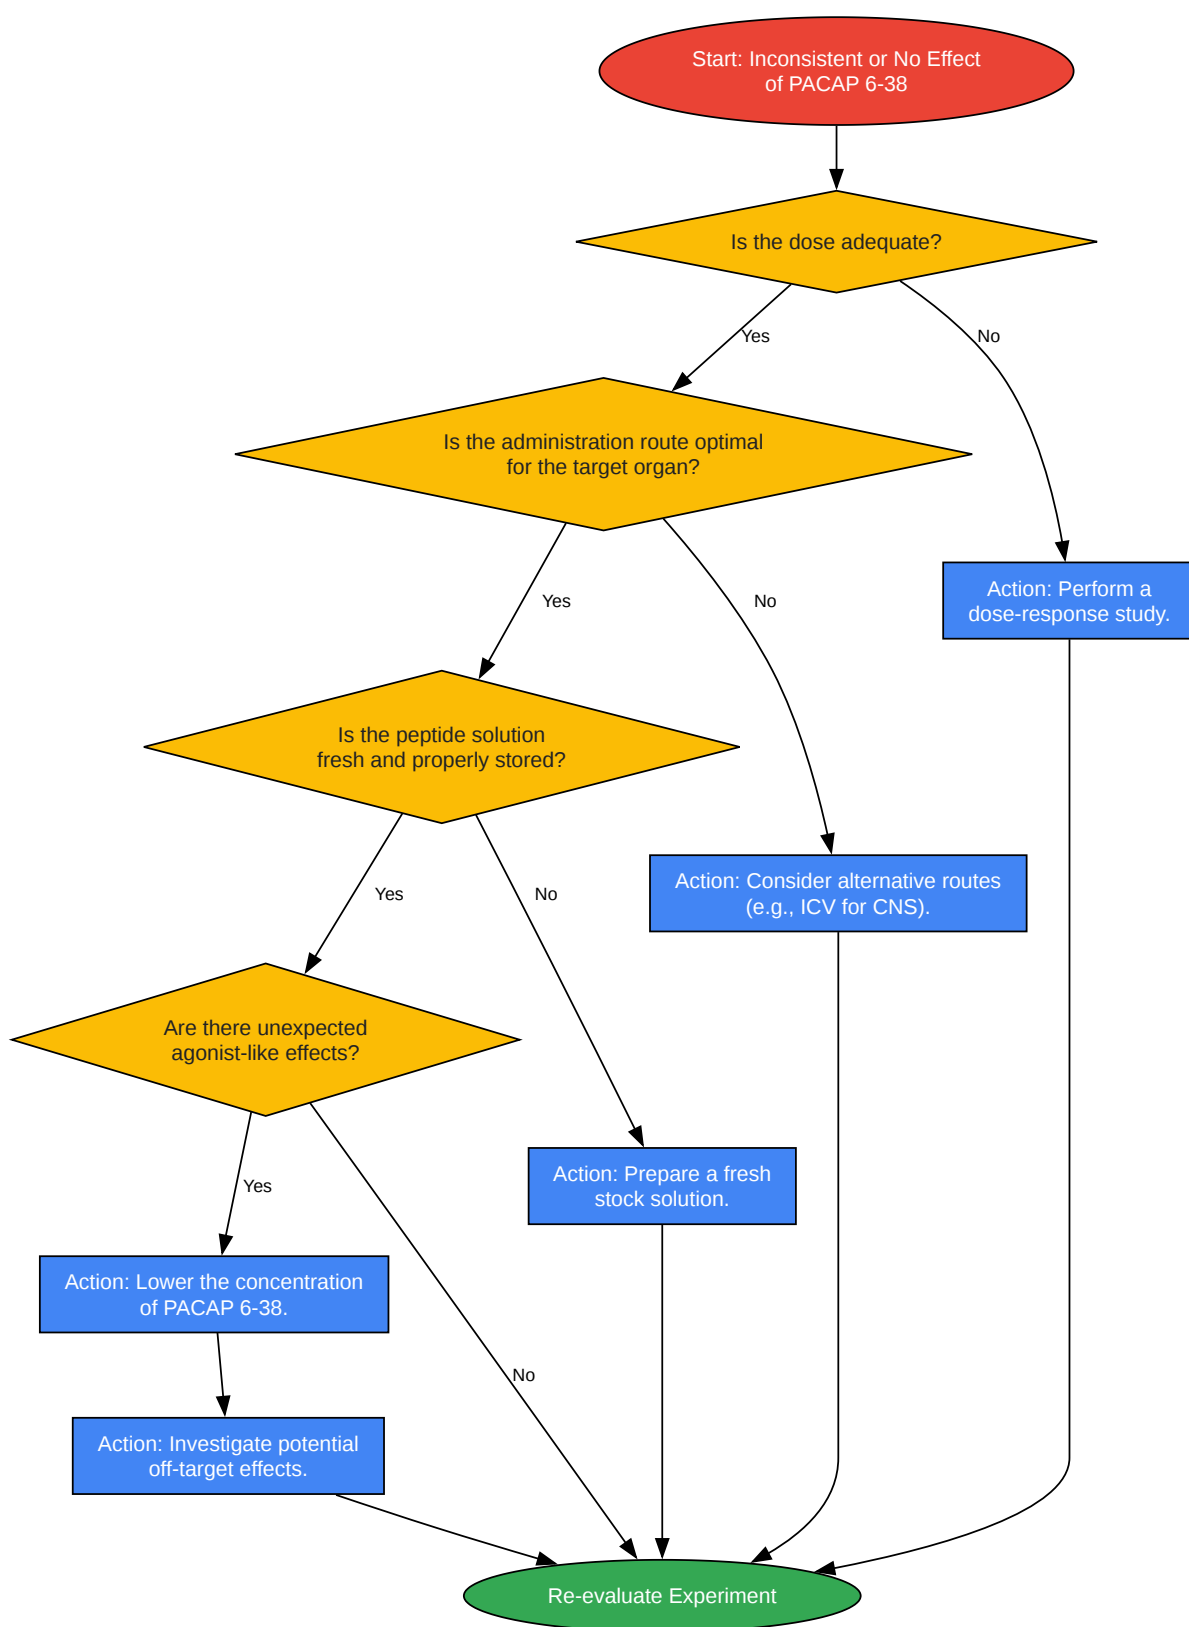 Start: Inconsistent or No Effect
of PACAP 6-38
Is the dose adequate?
Yes
No
Is the administration route optimal
for the target organ?
Yes
No
Action: Perform a
dose-response study.
Is the peptide solution
fresh and properly stored?
Yes
No
Action: Consider alternative routes
(e.g., ICV for CNS).
Are there unexpected
agonist-like effects?
Yes
No
Action: Prepare a fresh
stock solution.
Action: Lower the concentration
of PACAP 6-38.
Action: Investigate potential
off-target effects.
Re-evaluate Experiment